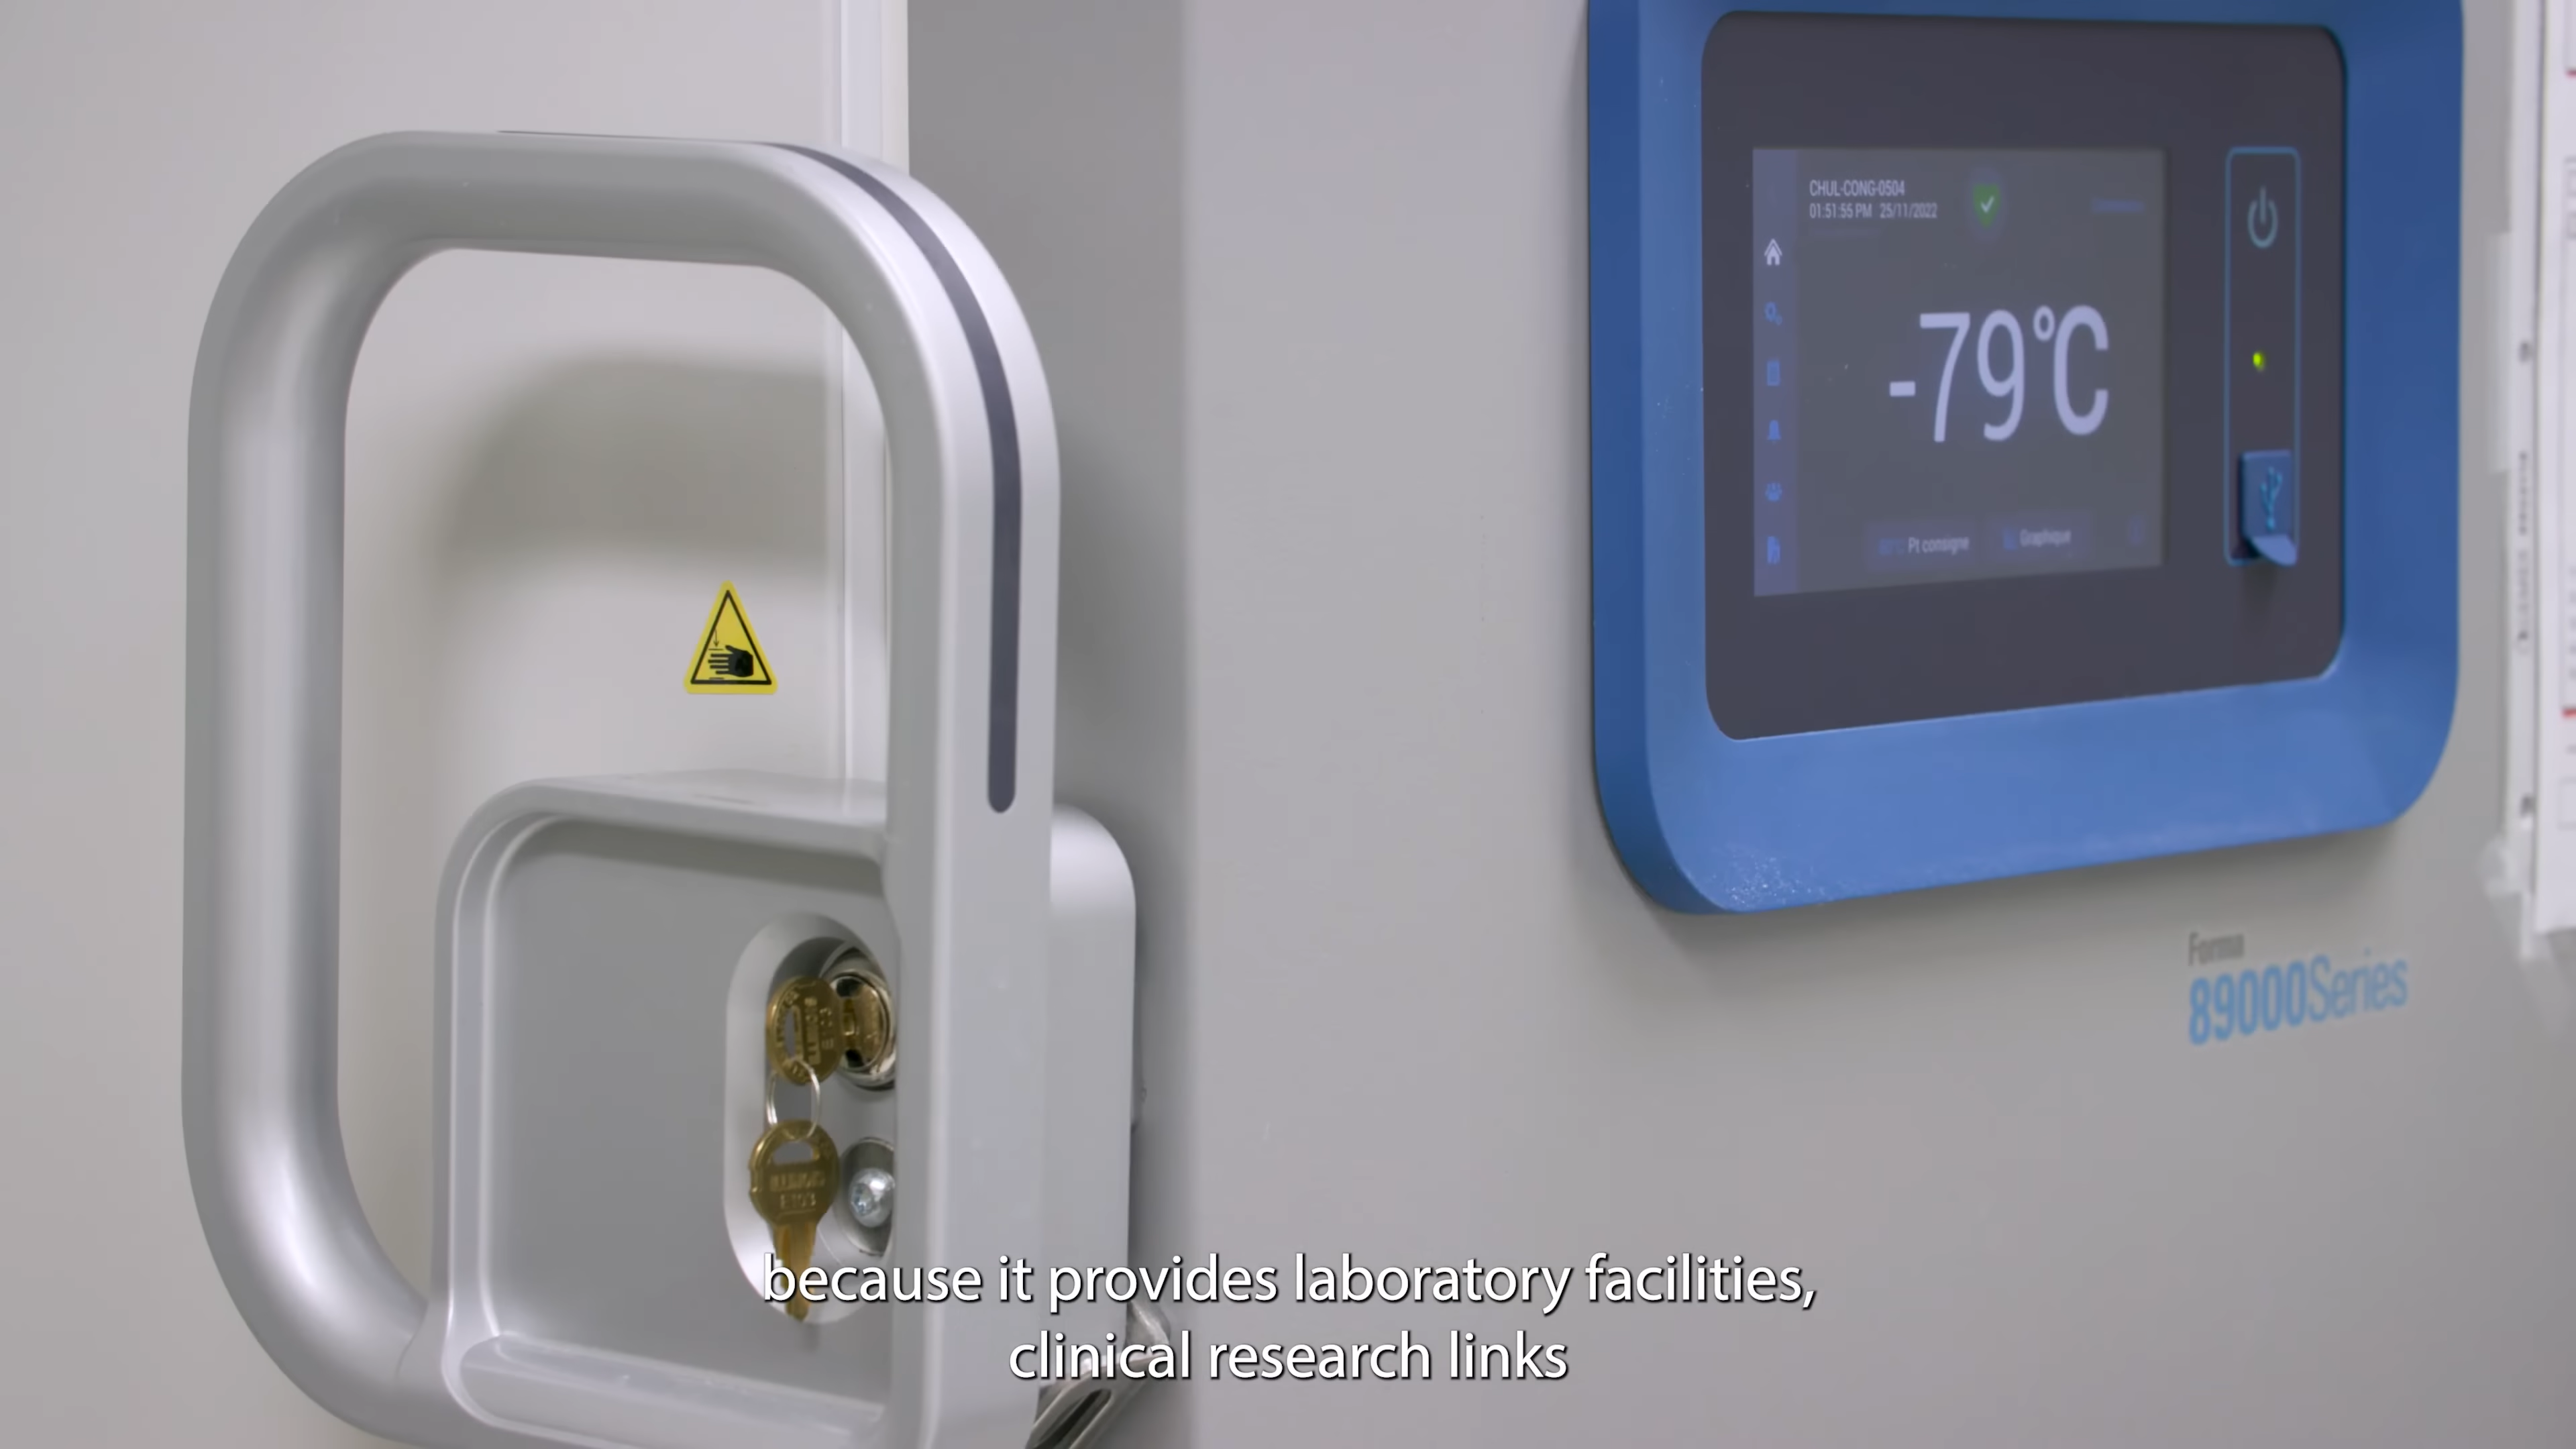 CHUL-CONG-0504
01:51:55 PM 25/11/2022
-79°C
Pt consigne
Graphique
Forma
89000Series
ILLINOIS
because it provides laboratory facilities,
clinical research links